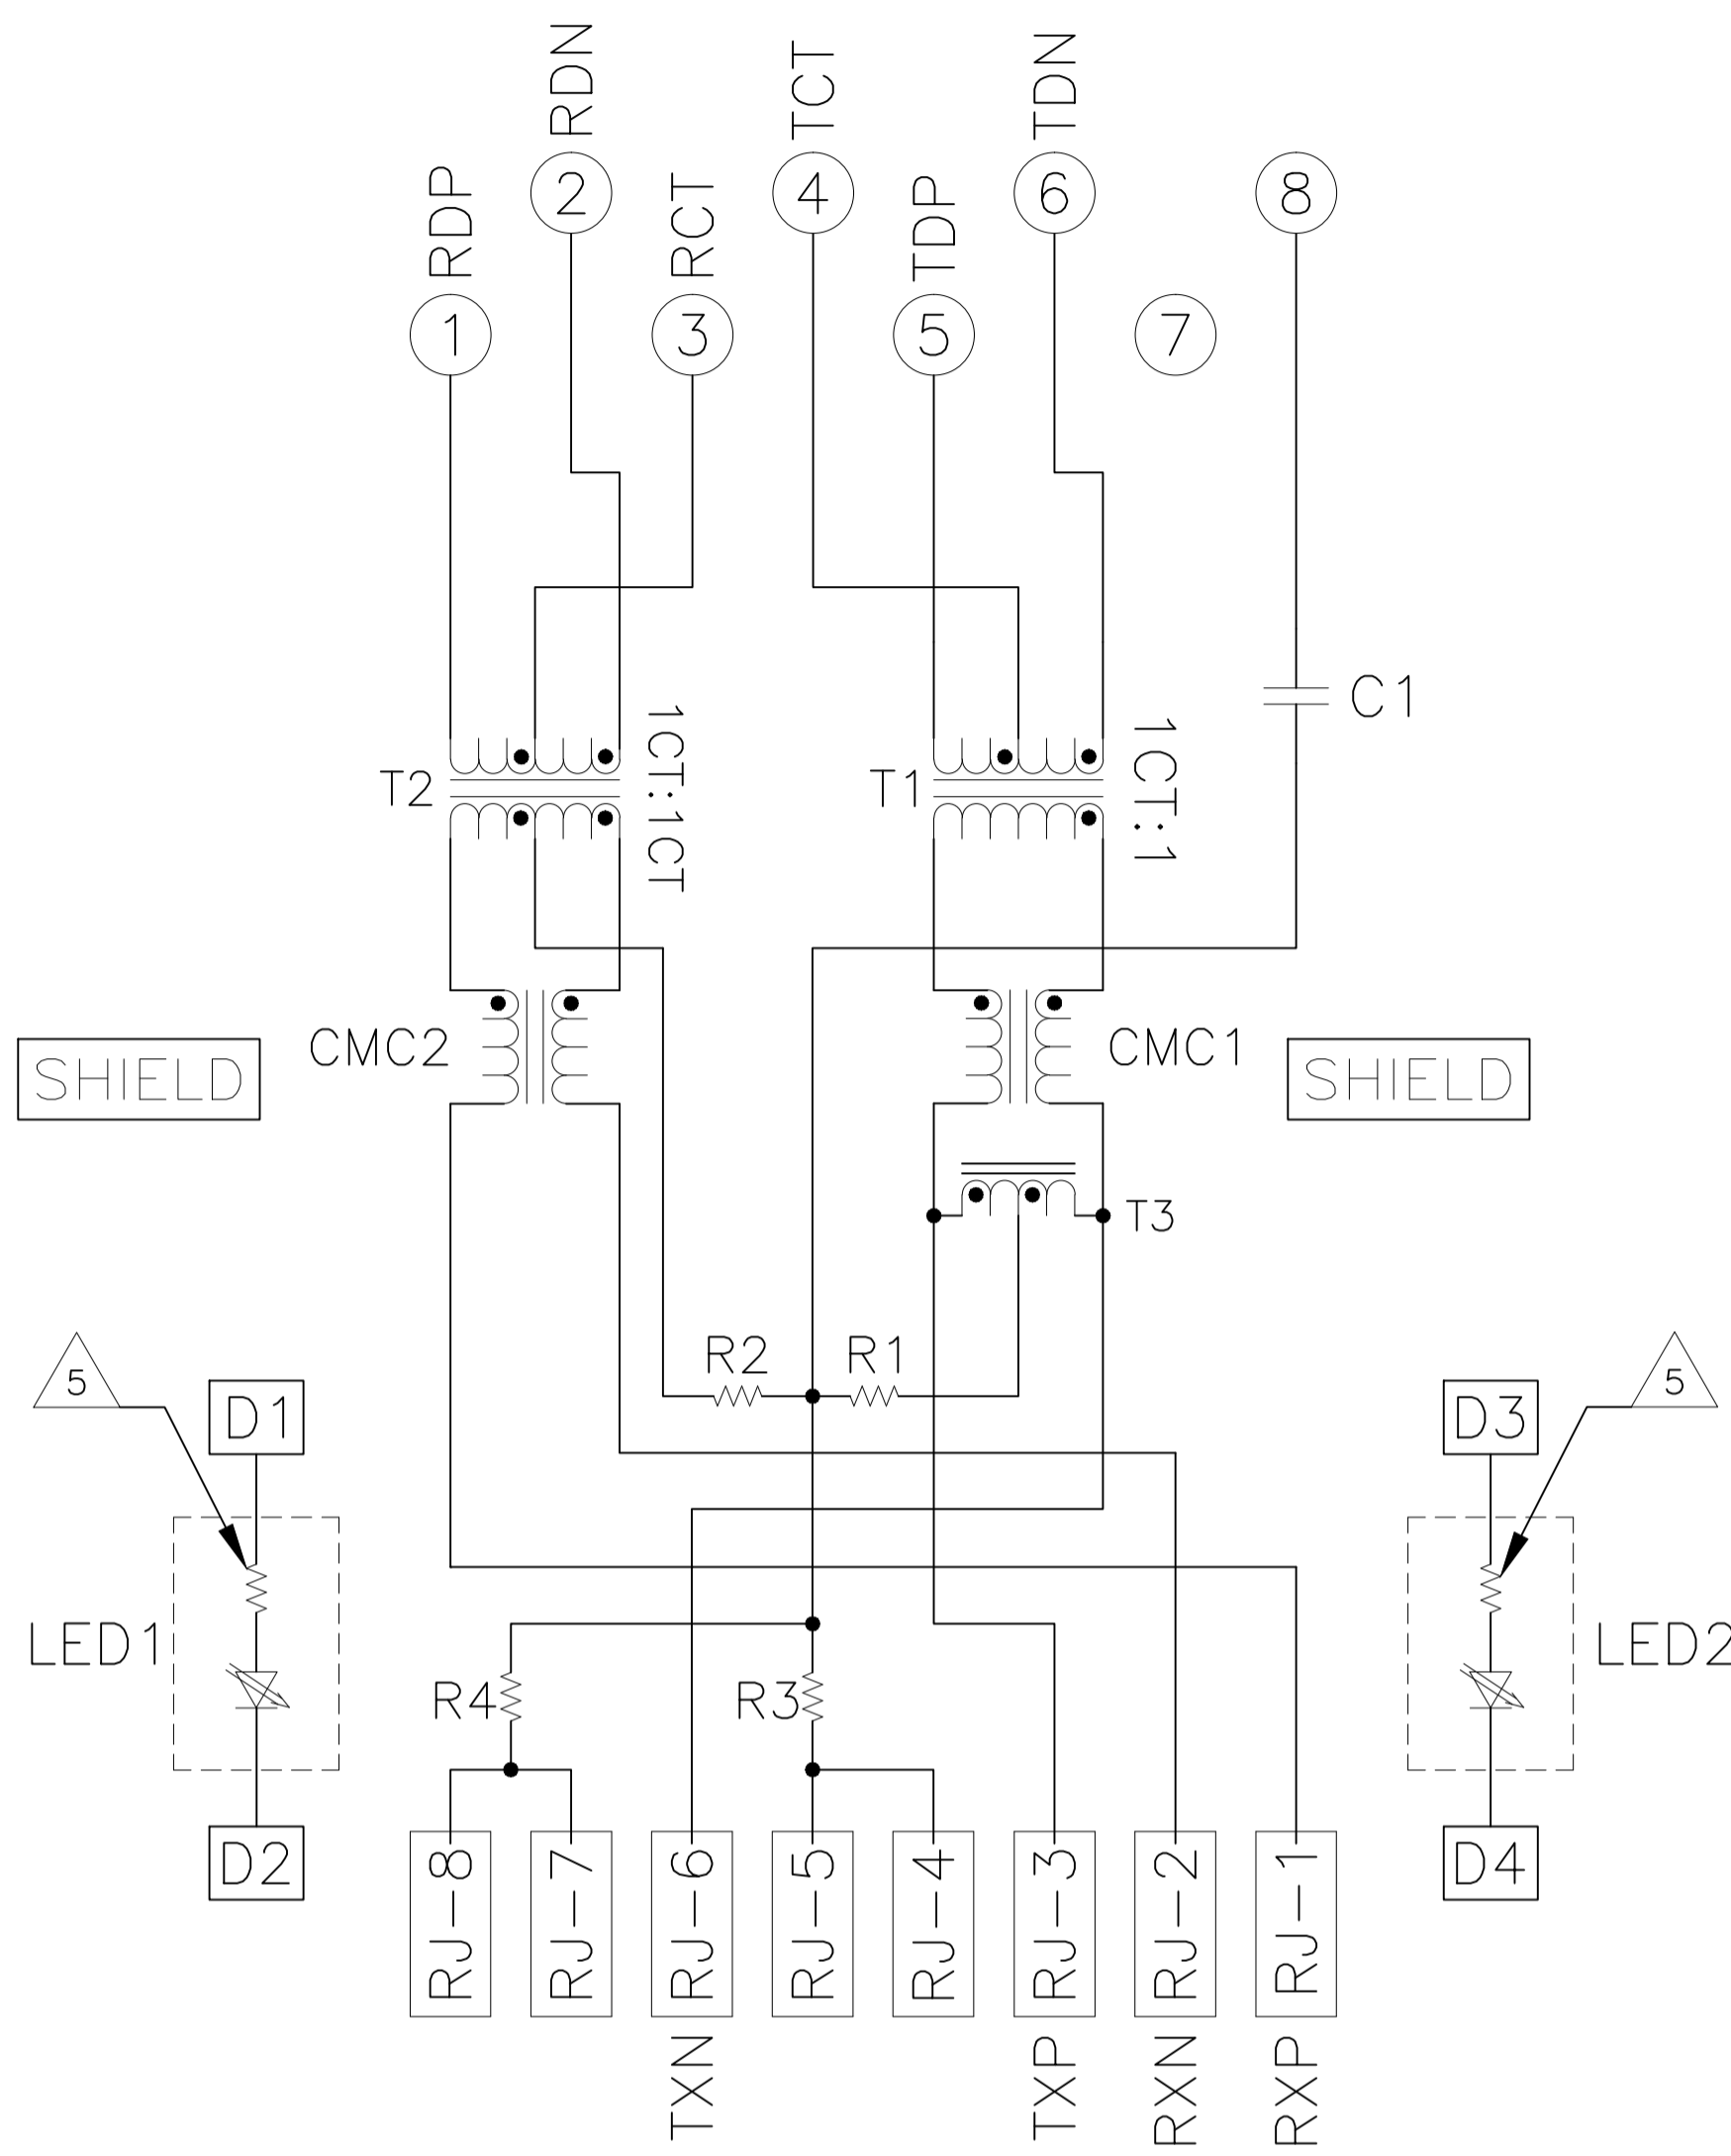 RDN
TCT
TDN
RDP
2
RCT
4
TDP
6
8
1
3
5
7
C1
T2
1CT:1CT
T1
1CT:1
SHIELD
CMC2
CMC1
SHIELD
T3
R2
R1
5
D1
D3
5
LED1
R4
R3
LED2
D2
RJ-8
RJ-7
RJ-6
RJ-5
RJ-4
RJ-3
RJ-2
RJ-1
D4
TXN
TXP
RXN
RXP